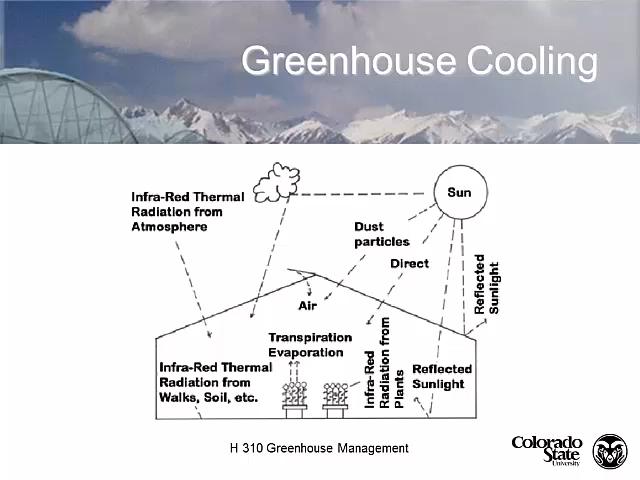 Greenhouse Cooling
Infra-Red Thermal
Radiation from
Atmosphere
Sun
Dust
particles
Direct
Reflected
Sunlight
Air
Transpiration
Evaporation
Infra-Red Thermal
Radiation from
Walks, Soil, etc.
Infra-Red
Radiation from
Plants
Reflected
Sunlight
H 310 Greenhouse Management
Colorado
State
University